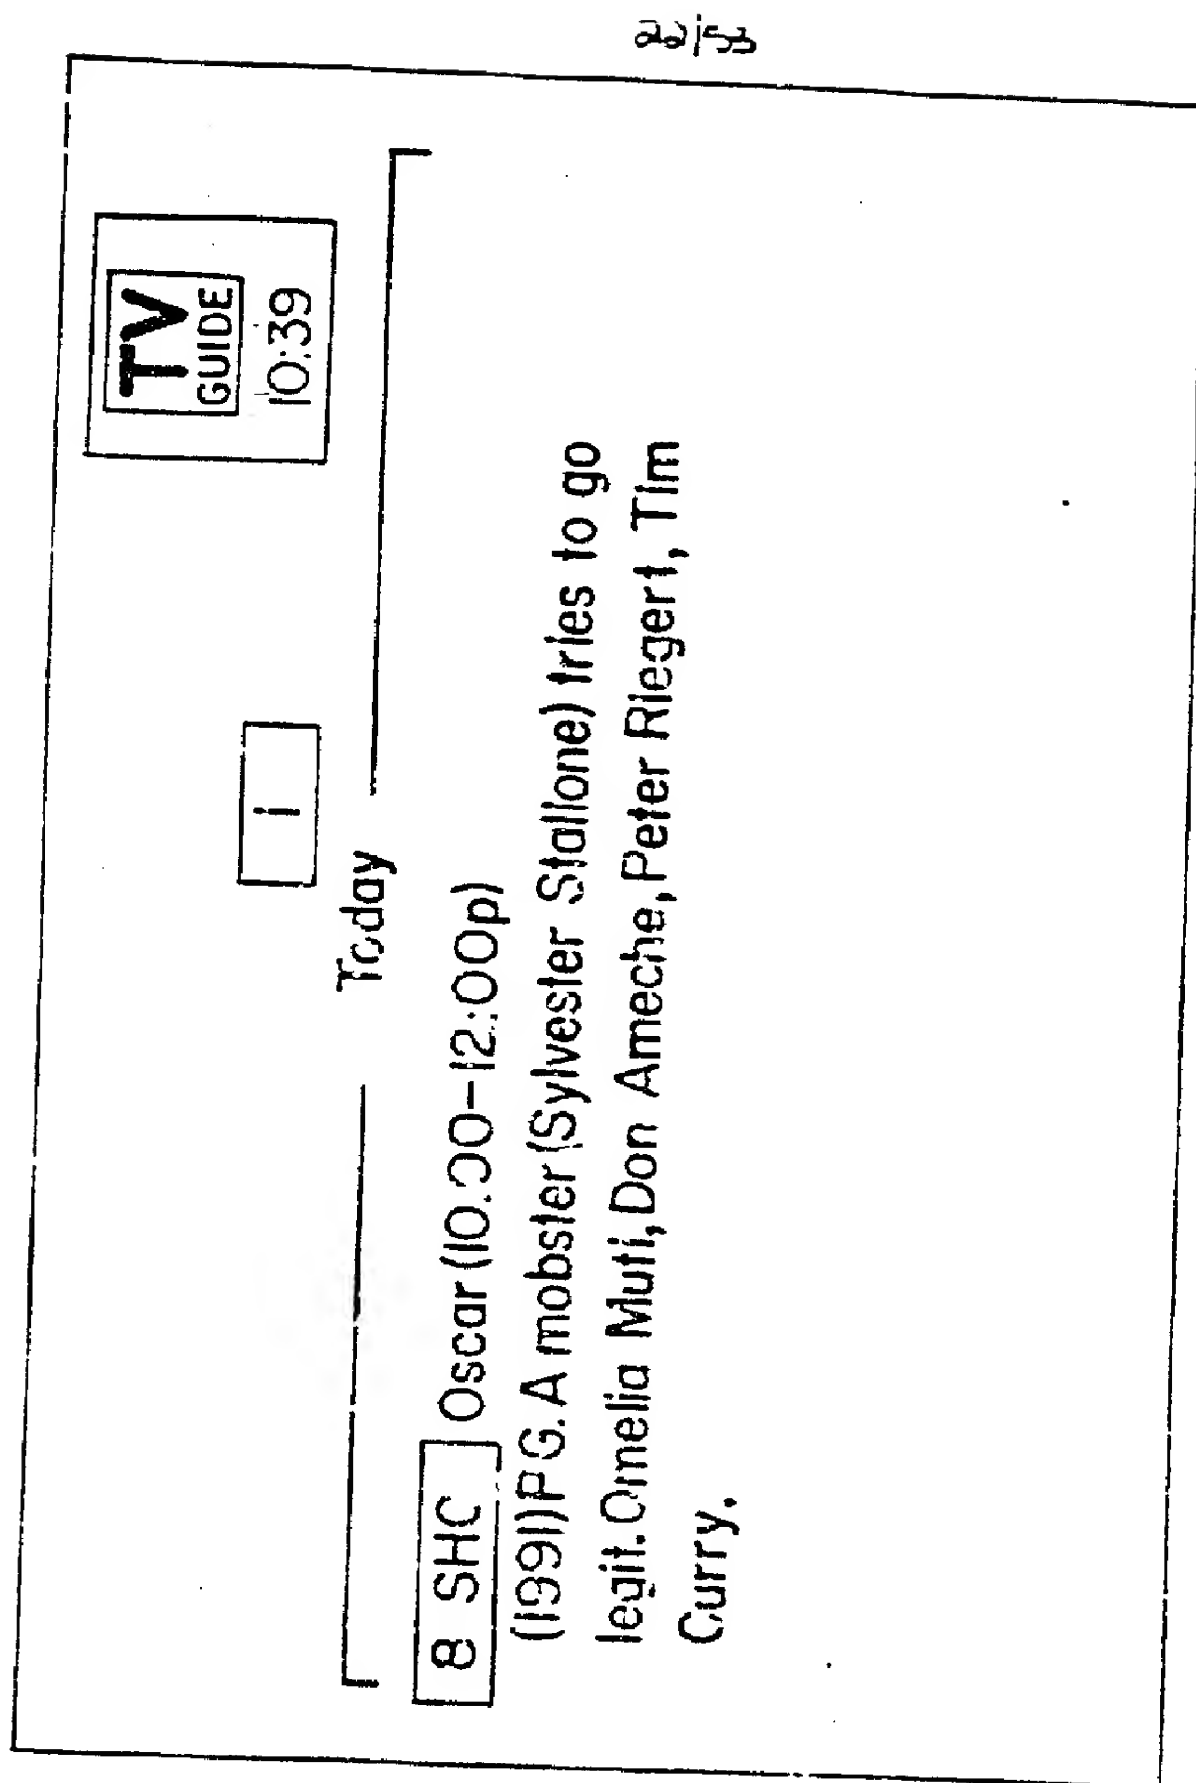 22/53
TV
GUIDE
10:39
i
Today
8 SHC Oscar (10:00-12:00p)
(1991) PG. A mobster (Sylvester Stallone) tries to go
legit. Ornelia Muti, Don Ameche, Peter Riegert, Tim
Curry.